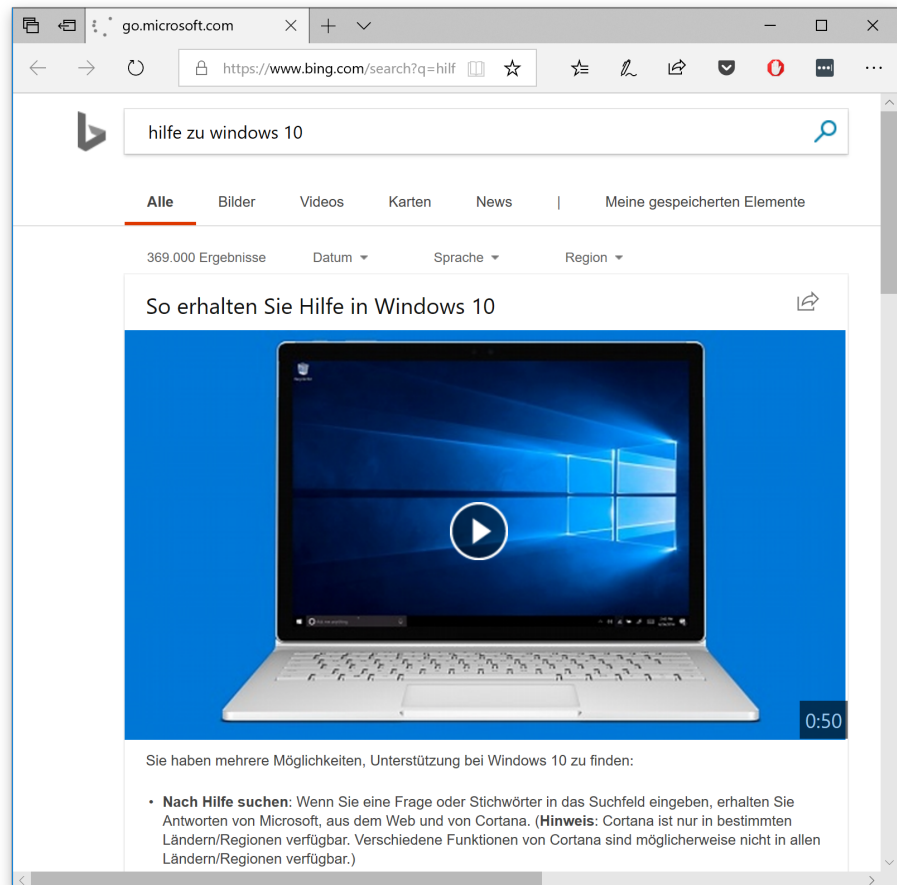 go.microsoft.com
https://www.bing.com/search?q=hilf
hilfe zu windows 10
Alle Bilder Videos Karten News | Meine gespeicherten Elemente
369.000 Ergebnisse Datum Sprache Region
So erhalten Sie Hilfe in Windows 10
0:50
Sie haben mehrere Möglichkeiten, Unterstützung bei Windows 10 zu finden:
• Nach Hilfe suchen: Wenn Sie eine Frage oder Stichwörter in das Suchfeld eingeben, erhalten Sie
Antworten von Microsoft, aus dem Web und von Cortana. (Hinweis: Cortana ist nur in bestimmten
Ländern/Regionen verfügbar. Verschiedene Funktionen von Cortana sind möglicherweise nicht in allen
Ländern/Regionen verfügbar.)